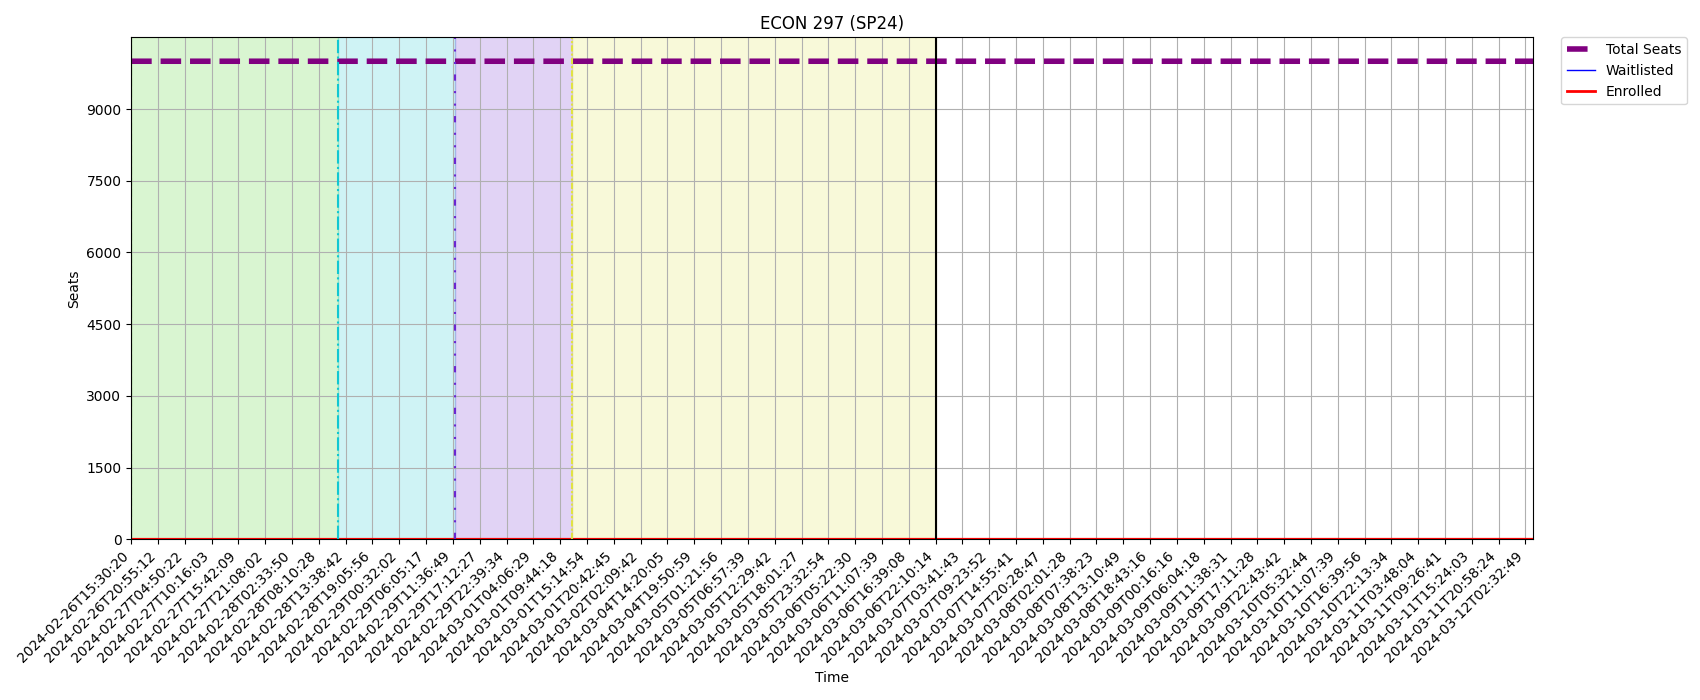 ECON 297 (SP24)
Total Seats
Waitlisted
Enrolled
Seats
9000
7500
6000
4500
3000
1500
0
2024-02-26T15:30:20
2024-02-26T20:55:12
2024-02-27T04:50:22
2024-02-27T10:16:03
2024-02-27T15:42:09
2024-02-27T21:08:02
2024-02-28T02:33:50
2024-02-28T08:10:28
2024-02-28T13:38:42
2024-02-28T19:05:56
2024-02-29T00:32:02
2024-02-29T06:05:17
2024-02-29T11:36:49
2024-02-29T17:12:27
2024-02-29T22:39:34
2024-03-01T04:06:29
2024-03-01T09:44:18
2024-03-01T15:14:54
2024-03-01T20:42:45
2024-03-02T02:09:42
2024-03-04T14:20:05
2024-03-04T19:50:59
2024-03-05T01:21:56
2024-03-05T06:57:39
2024-03-05T12:29:42
2024-03-05T18:01:27
2024-03-05T23:32:54
2024-03-06T05:22:30
2024-03-06T11:07:39
2024-03-06T16:39:08
2024-03-06T22:10:14
2024-03-07T03:41:43
2024-03-07T09:23:52
2024-03-07T14:55:41
2024-03-07T20:28:47
2024-03-08T02:01:28
2024-03-08T07:38:23
2024-03-08T13:10:49
2024-03-08T18:43:16
2024-03-09T00:16:16
2024-03-09T06:04:18
2024-03-09T11:38:31
2024-03-09T17:11:28
2024-03-09T22:43:42
2024-03-10T05:32:44
2024-03-10T11:07:39
2024-03-10T16:39:56
2024-03-10T22:13:34
2024-03-11T03:48:04
2024-03-11T09:26:41
2024-03-11T15:24:03
2024-03-11T20:58:24
2024-03-12T02:32:49
Time